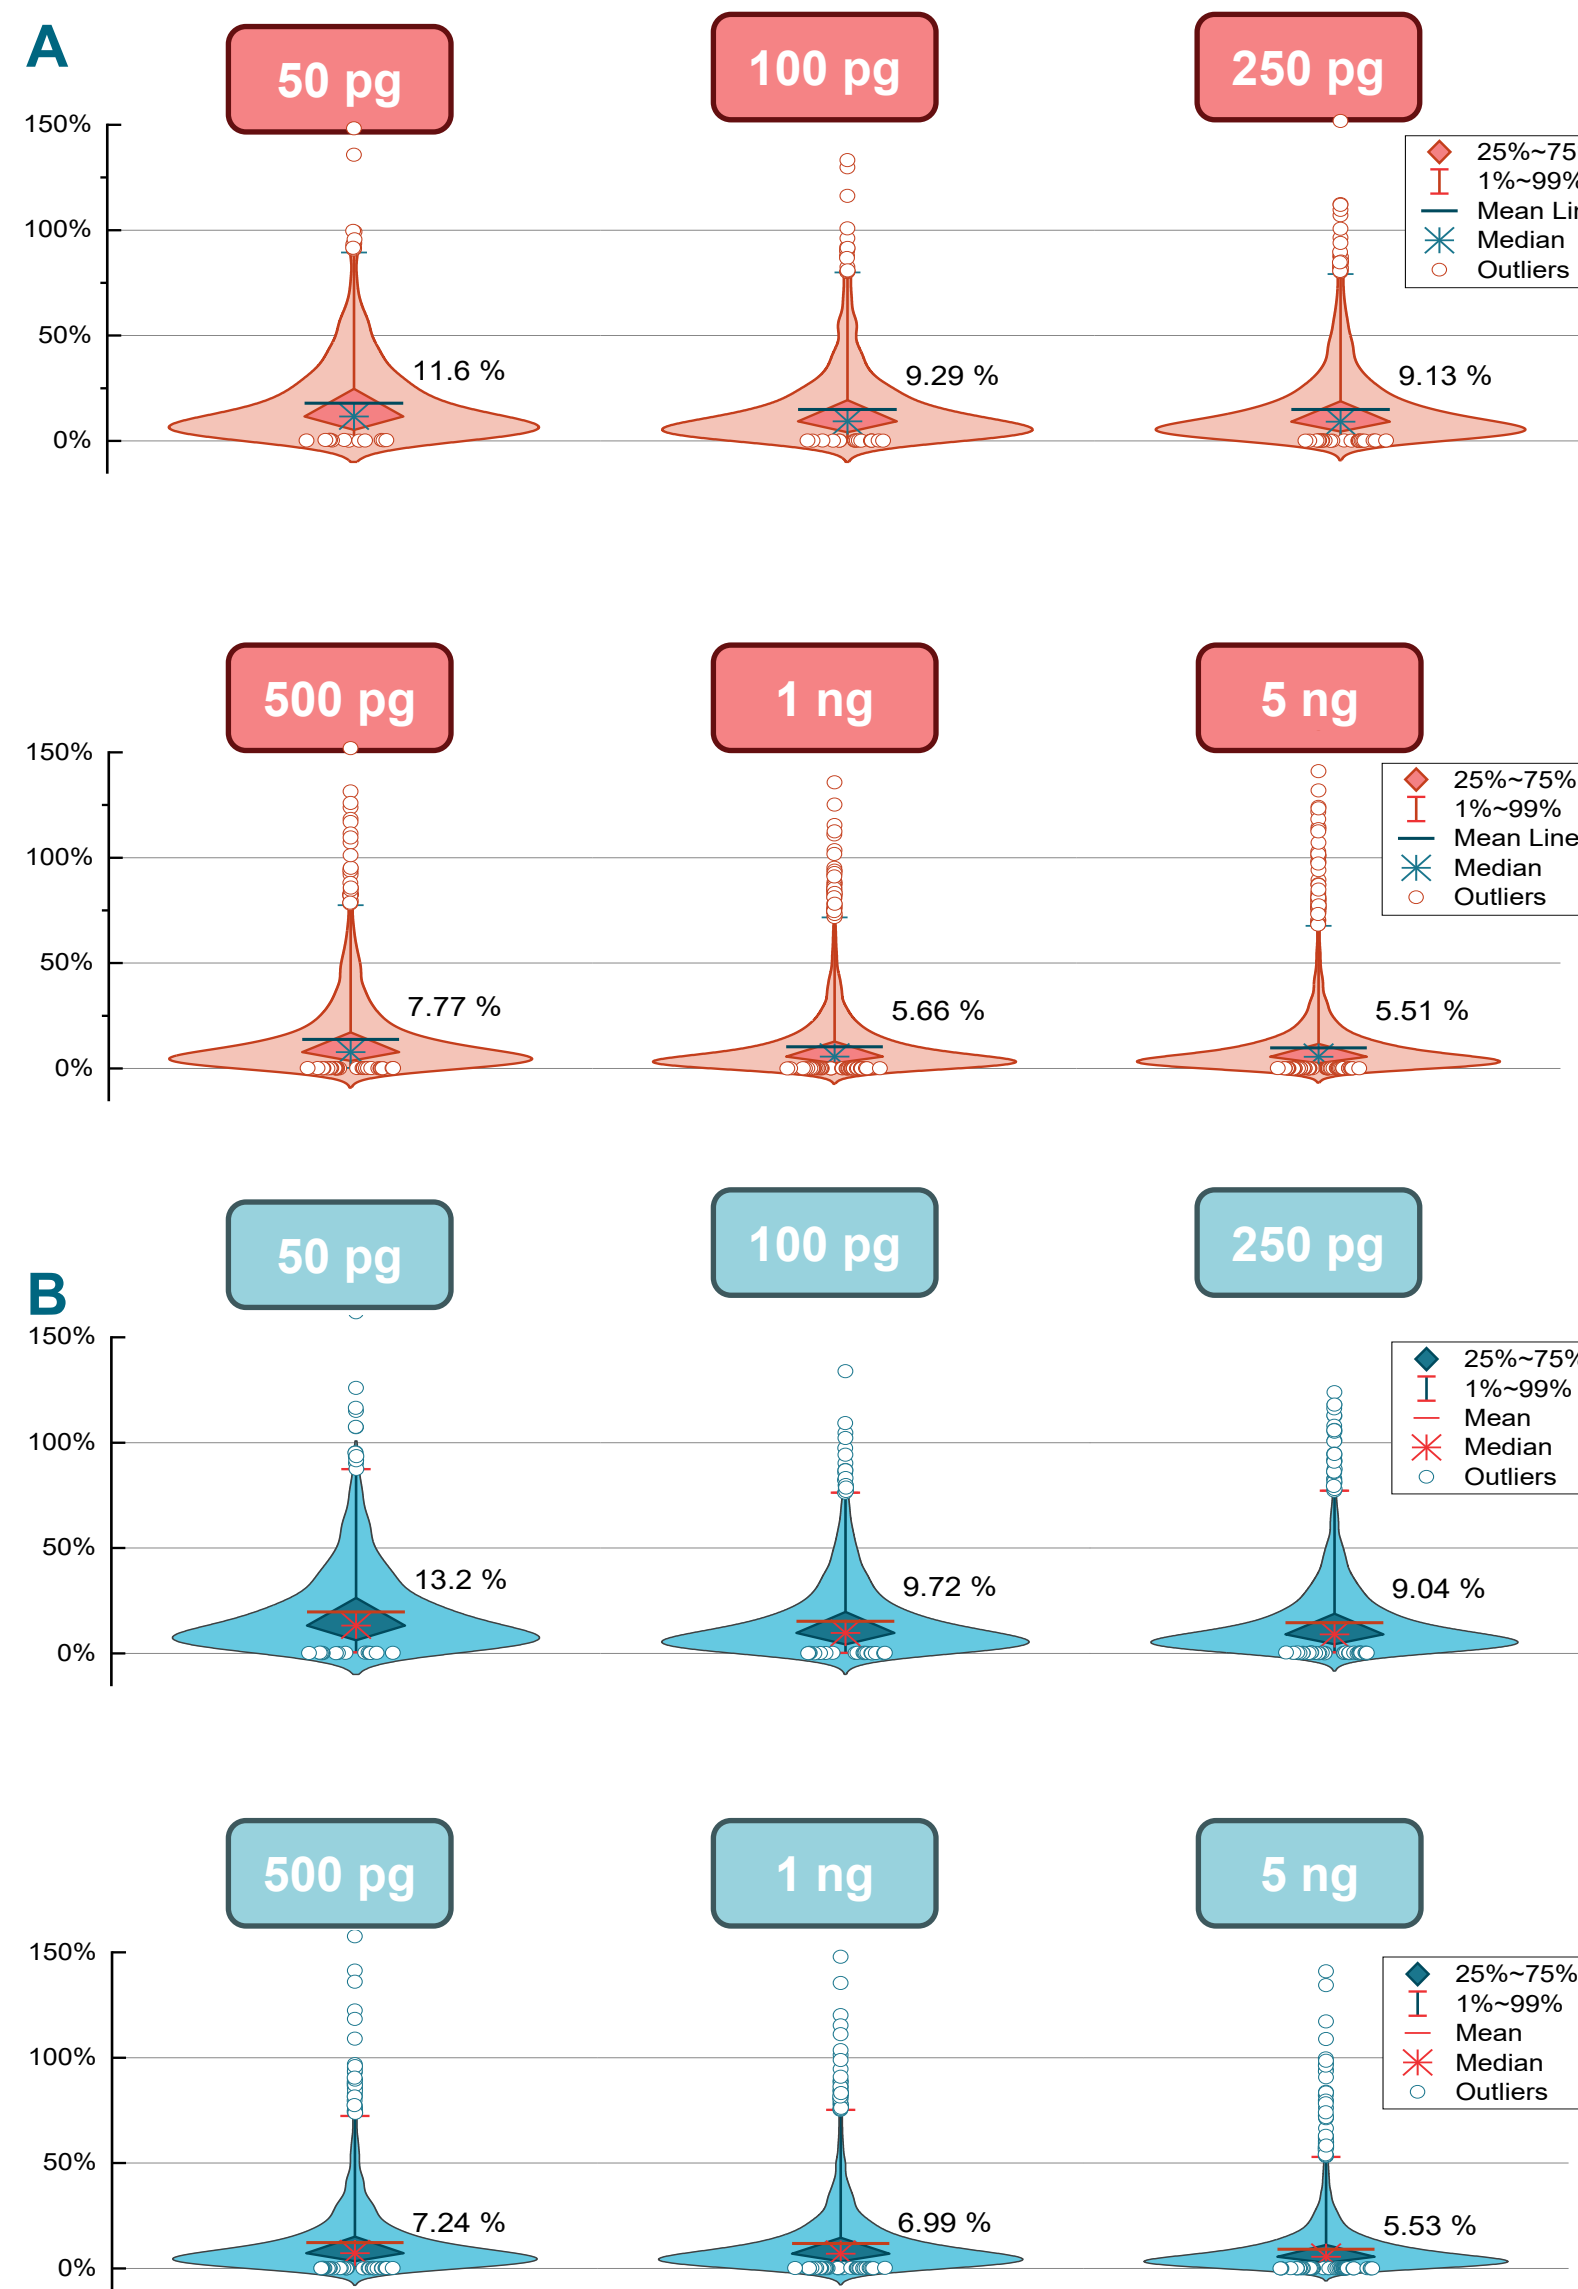 A
50 pg
100 pg
250 pg
150%
100%
50%
0%
11.6 %
9.29 %
9.13 %
25%~75
1%~99%
Mean Lin
Median
Outliers
500 pg
1 ng
5 ng
150%
100%
50%
0%
7.77 %
5.66 %
5.51 %
25%~75%
1%~99%
Mean Line
Median
Outliers
B
50 pg
100 pg
250 pg
150%
100%
50%
0%
13.2 %
9.72 %
9.04 %
25%~75%
1%~99%
Mean
Median
Outliers
500 pg
1 ng
5 ng
150%
100%
50%
0%
7.24 %
6.99 %
5.53 %
25%~75%
1%~99%
Mean
Median
Outliers